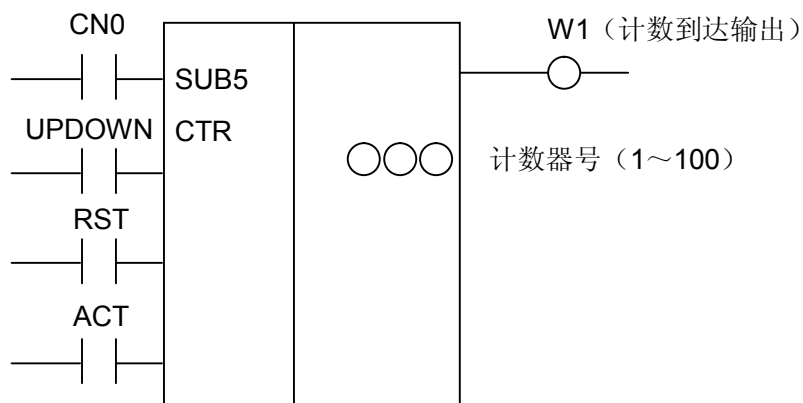 CN0
W1（计数到达输出）
SUB5
UPDOWN
CTR
计数器号（1～100）
RST
ACT